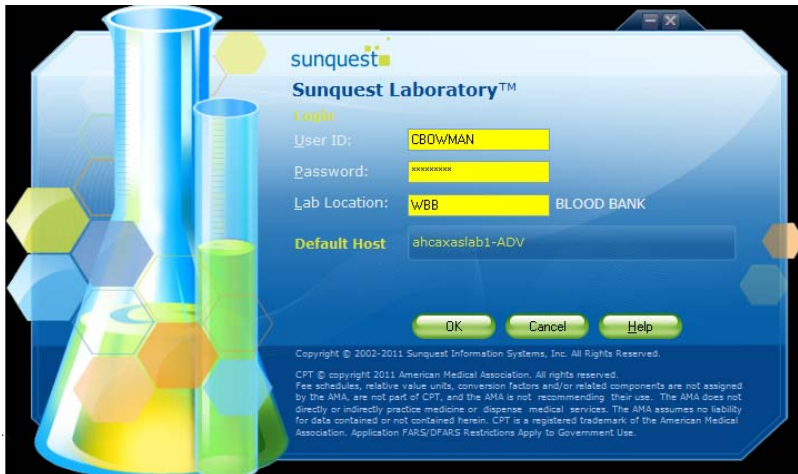 sunquest
Sunquest Laboratory™
Login
User ID: CBOWMAN
Password: *********
Lab Location: WBB BLOOD BANK
Default Host ahcaxaslab1-ADV
OK Cancel Help
Copyright © 2002-2011 Sunquest Information Systems, Inc. All Rights Reserved.
CPT © copyright 2011 American Medical Association. All rights reserved.
Fee schedules, relative value units, conversion factors and/or related components are not assigned
by the AMA, are not part of CPT, and the AMA is not recommending their use. The AMA does not
directly or indirectly practice medicine or dispense medical services. The AMA assumes no liability
for data contained or not contained herein. CPT is a registered trademark of the American Medical
Association. Application FARS/DFARS Restrictions Apply to Government Use.